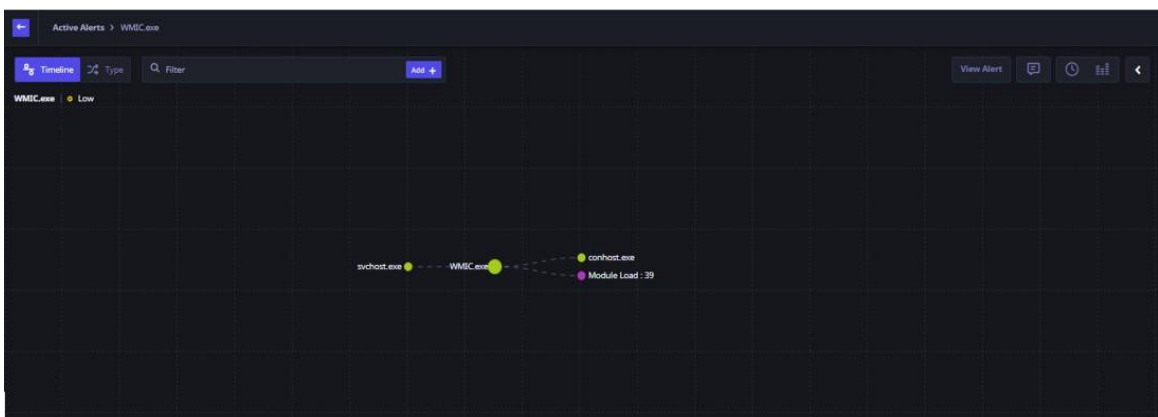 Active Alerts > WMIC.exe
Timeline Type Filter Add + View Alert
WMIC.exe Low
conhost.exe
svchost.exe WMIC.exe
Module Load : 39